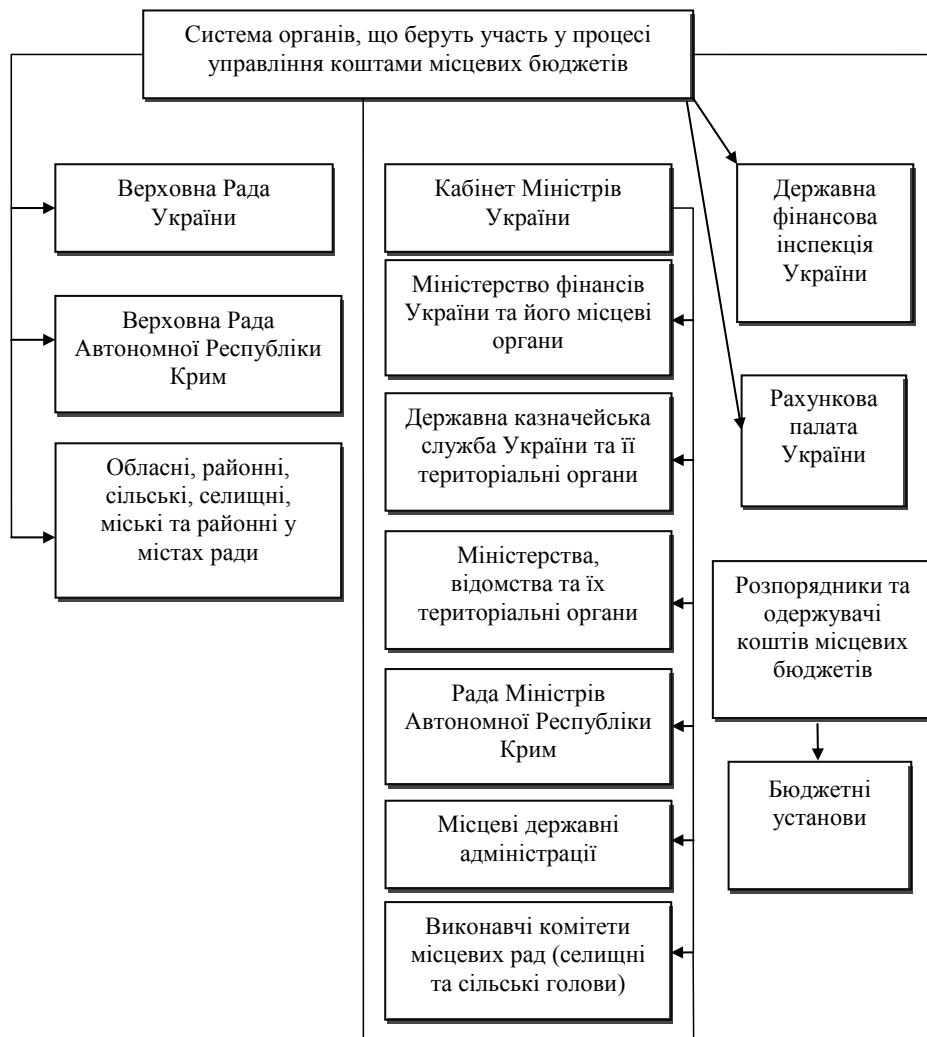 Система органів, що беруть участь у процесі
управління коштами місцевих бюджетів
Верховна Рада
України
Верховна Рада
Автономної Республіки
Крим
Обласні, районні,
сільські, селищні,
міські та районні у
містах ради
Кабінет Міністрів
України
Міністерство фінансів
України та його місцеві
органи
Державна казначейська
служба України та її
територіальні органи
Міністерства,
відомства та їх
територіальні органи
Рада Міністрів
Автономної Республіки
Крим
Місцеві державні
адміністрації
Виконавчі комітети
місцевих рад (селищні
та сільські голови)
Державна
фінансова
інспекція
України
Рахункова
палата
України
Розпорядники та
одержувачі
коштів місцевих
бюджетів
Бюджетні
установи